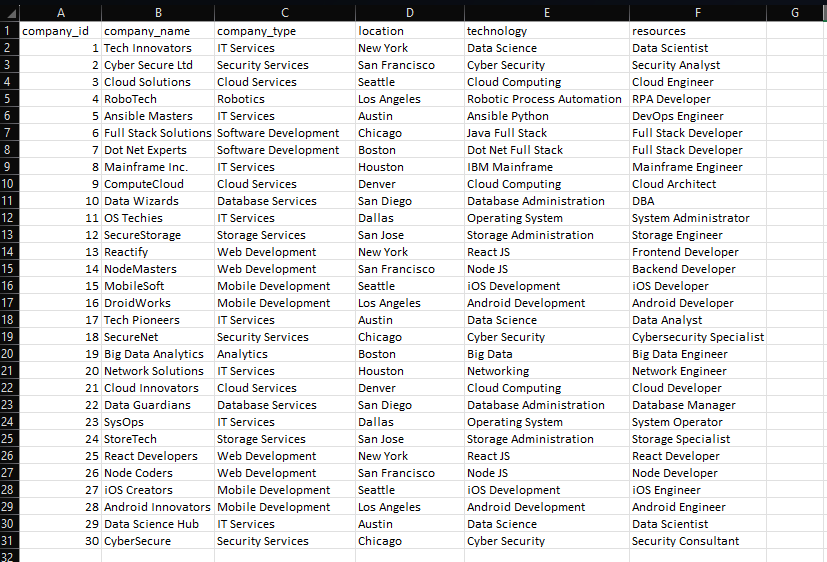 A B C D E F G
1 company_id company_name company_type location technology resources
2 1 Tech Innovators IT Services New York Data Science Data Scientist
3 2 Cyber Secure Ltd Security Services San Francisco Cyber Security Security Analyst
4 3 Cloud Solutions Cloud Services Seattle Cloud Computing Cloud Engineer
5 4 RoboTech Robotics Los Angeles Robotic Process Automation RPA Developer
6 5 Ansible Masters IT Services Austin Ansible Python DevOps Engineer
7 6 Full Stack Solutions Software Development Chicago Java Full Stack Full Stack Developer
8 7 Dot Net Experts Software Development Boston Dot Net Full Stack Full Stack Developer
9 8 Mainframe Inc. IT Services Houston IBM Mainframe Mainframe Engineer
10 9 ComputeCloud Cloud Services Denver Cloud Computing Cloud Architect
11 10 Data Wizards Database Services San Diego Database Administration DBA
12 11 OS Techies IT Services Dallas Operating System System Administrator
13 12 SecureStorage Storage Services San Jose Storage Administration Storage Engineer
14 13 Reactify Web Development New York React JS Frontend Developer
15 14 NodeMasters Web Development San Francisco Node JS Backend Developer
16 15 MobileSoft Mobile Development Seattle iOS Development iOS Developer
17 16 DroidWorks Mobile Development Los Angeles Android Development Android Developer
18 17 Tech Pioneers IT Services Austin Data Science Data Analyst
19 18 SecureNet Security Services Chicago Cyber Security Cybersecurity Specialist
20 19 Big Data Analytics Analytics Boston Big Data Big Data Engineer
21 20 Network Solutions IT Services Houston Networking Network Engineer
22 21 Cloud Innovators Cloud Services Denver Cloud Computing Cloud Developer
23 22 Data Guardians Database Services San Diego Database Administration Database Manager
24 23 SysOps IT Services Dallas Operating System System Operator
25 24 StoreTech Storage Services San Jose Storage Administration Storage Specialist
26 25 React Developers Web Development New York React JS React Developer
27 26 Node Coders Web Development San Francisco Node JS Node Developer
28 27 iOS Creators Mobile Development Seattle iOS Development iOS Engineer
29 28 Android Innovators Mobile Development Los Angeles Android Development Android Engineer
30 29 Data Science Hub IT Services Austin Data Science Data Scientist
31 30 CyberSecure Security Services Chicago Cyber Security Security Consultant
32